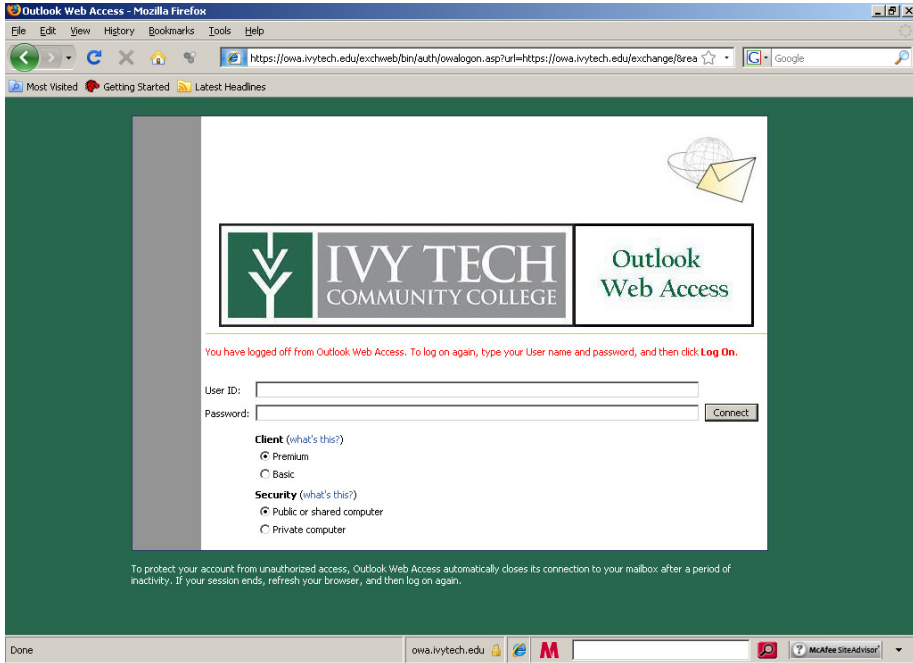 Outlook Web Access - Mozilla Firefox
File Edit View History Bookmarks Tools Help
https://owa.ivytech.edu/exchweb/bin/auth/owalogon.asp?url=https://owa.ivytech.edu/exchange/&rea
G Google
Most Visited Getting Started Latest Headlines
IVY TECH
COMMUNITY COLLEGE
Outlook
Web Access
You have logged off from Outlook Web Access. To log on again, type your User name and password, and then click Log On.
User ID:
Password: Connect
Client (what's this?)
Premium
Basic
Security (what's this?)
Public or shared computer
Private computer
To protect your account from unauthorized access, Outlook Web Access automatically closes its connection to your mailbox after a period of
inactivity. If your session ends, refresh your browser, and then log on again.
Done owa.ivytech.edu M ? McAfee SiteAdvisor